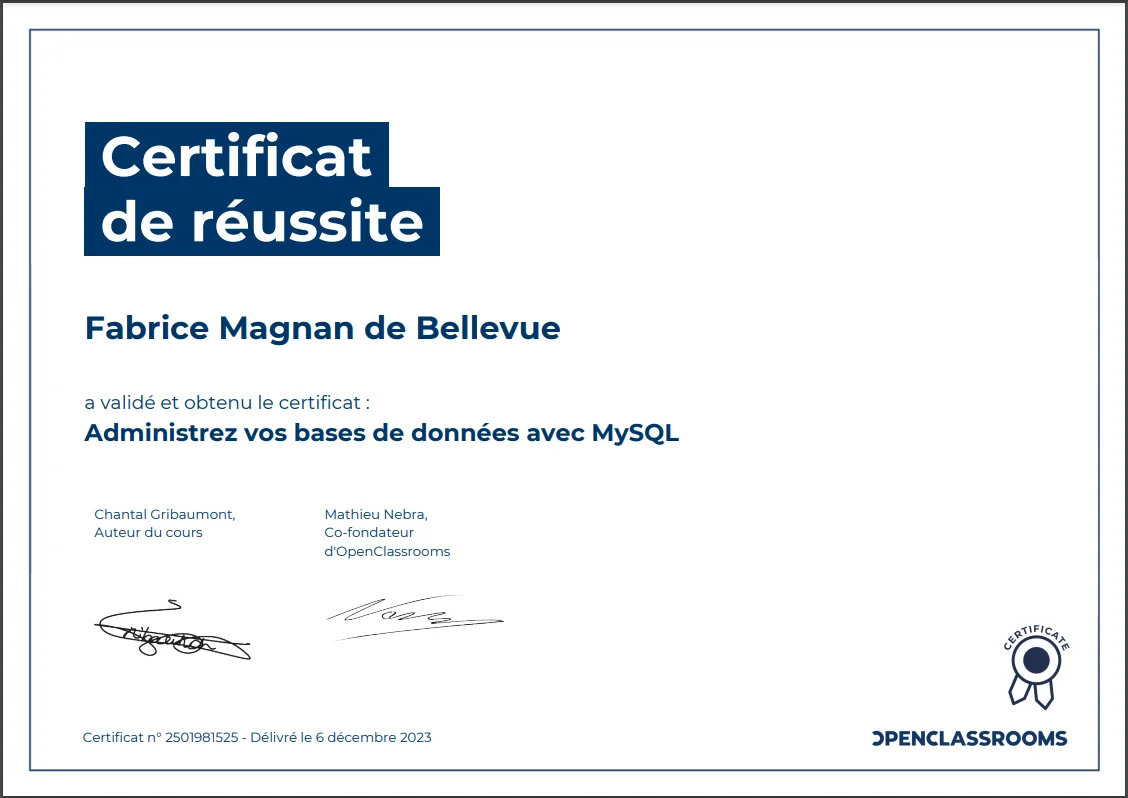 Certificat
de réussite
Fabrice Magnan de Bellevue
a validé et obtenu le certificat :
Administrez vos bases de données avec MySQL
Chantal Gribaumont,
Auteur du cours
Mathieu Nebra,
Co-fondateur
d'OpenClassrooms
CERTIFICATE
Certificat n° 2501981525 - Délivré le 6 décembre 2023
OPENCLASSROOMS